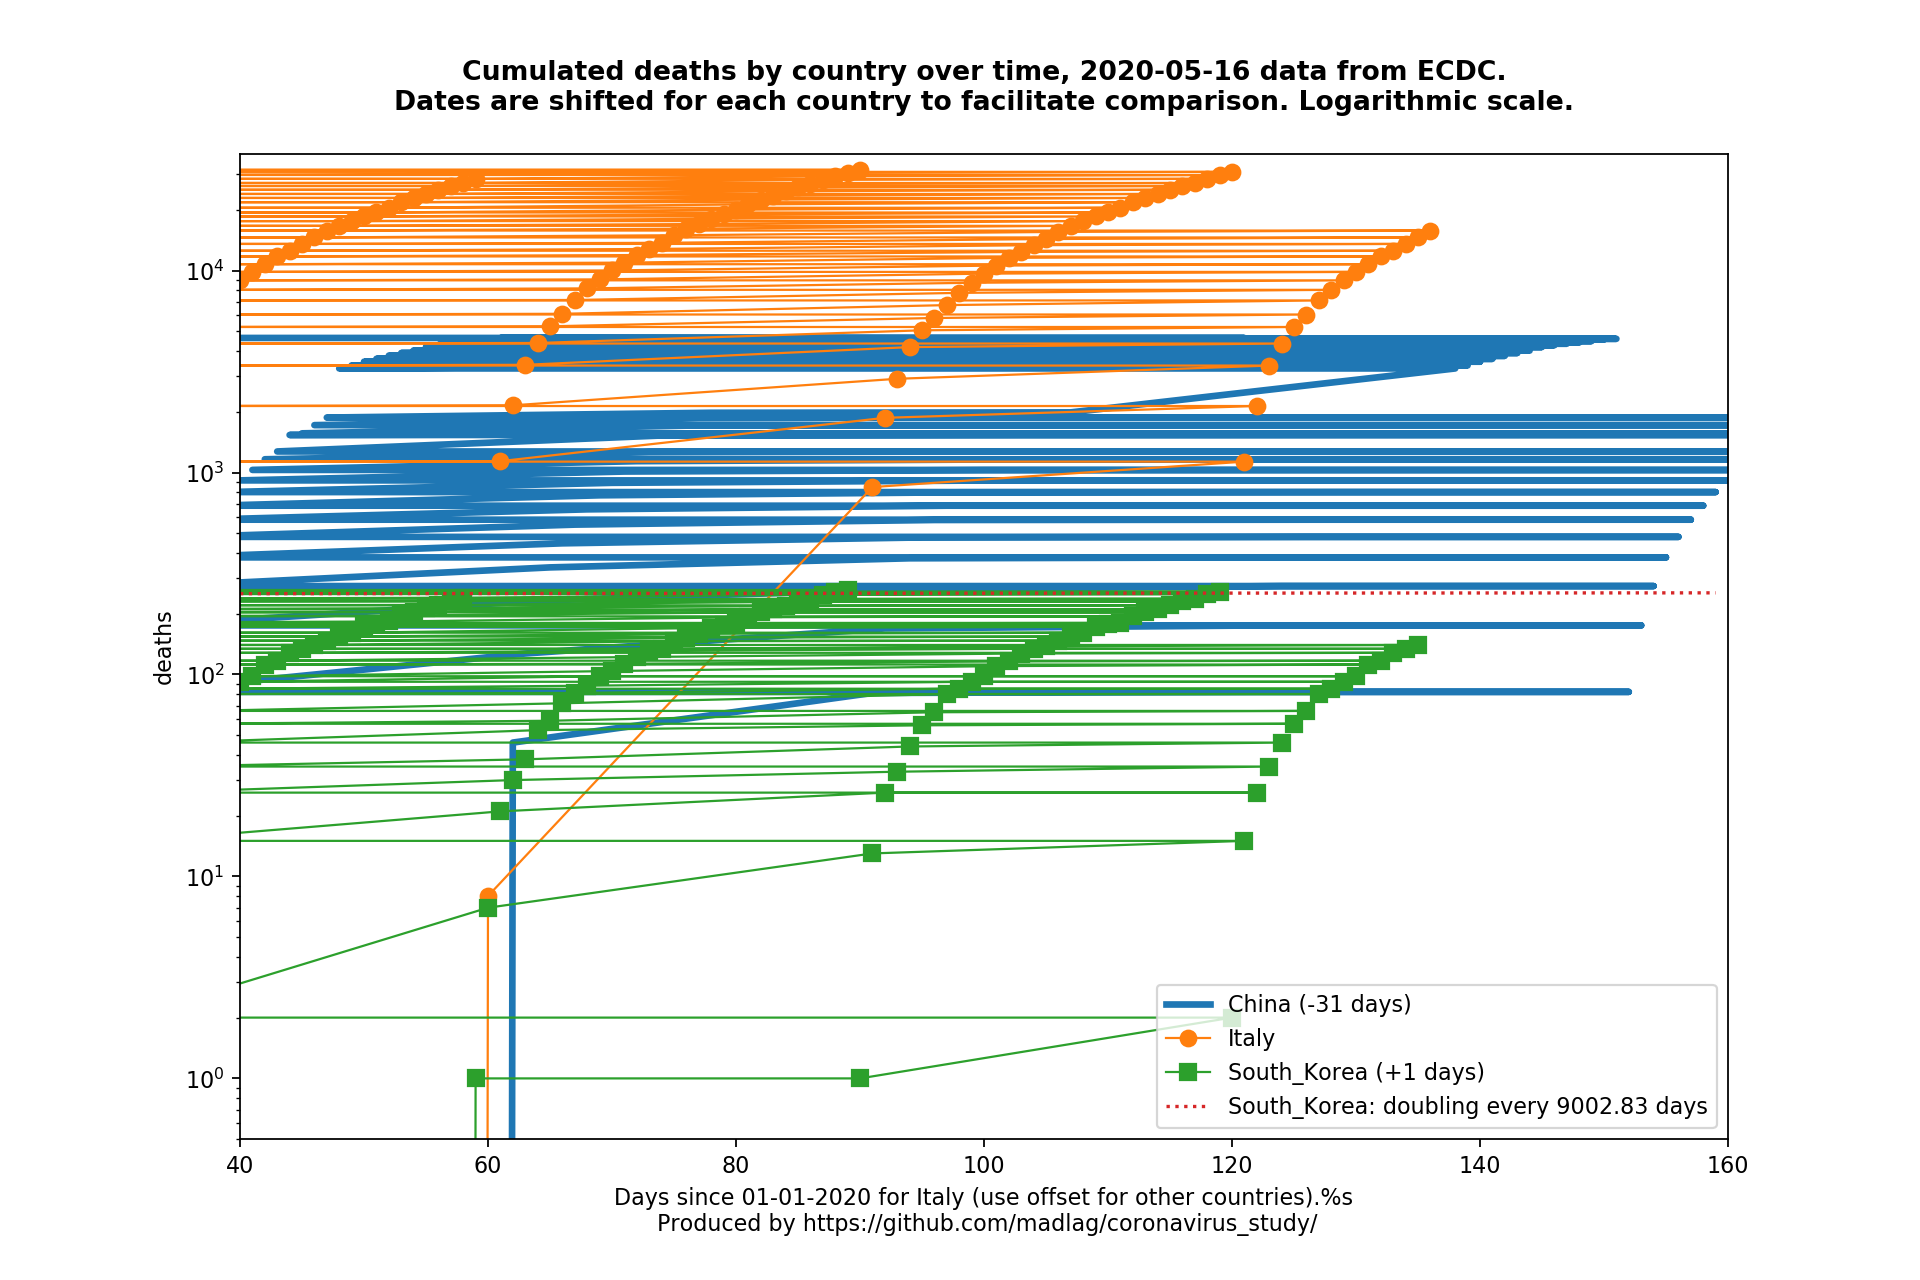 Cumulated deaths by country over time, 2020-05-16 data from ECDC.
Dates are shifted for each country to facilitate comparison. Logarithmic scale.
deaths
10⁴
10³
10²
10¹
10⁰
China (-31 days)
Italy
South_Korea (+1 days)
South_Korea: doubling every 9002.83 days
40 60 80 100 120 140 160
Days since 01-01-2020 for Italy (use offset for other countries).%s
Produced by https://github.com/madlag/coronavirus_study/